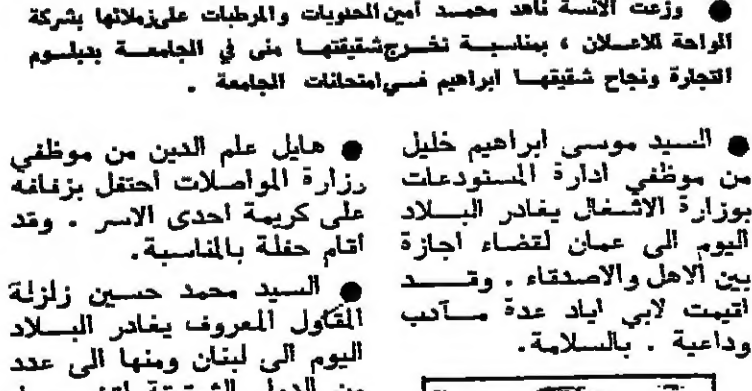 ● وزعت الآنسة ناهد محمد أمين الحلويات والمرطبات على زملائها بشركة
الواحة للاعلان ، بمناسبة تخرج شقيقتها منى في الجامعة بدبلوم
التجارة ونجاح شقيقها ابراهيم في امتحانات الجامعة .
● السيد موسى ابراهيم خليل
من موظفي ادارة المستودعات
بوزارة الاشغال يغادر البلاد
اليوم الى عمان لقضاء اجازة
بين الاهل والاصدقاء . وقد
أقيمت لابي اياد عدة مآدب
وداعية . بالسلامة.
● هايل علم الدين من موظفي
وزارة المواصلات احتفل بزفافه
على كريمة احدى الاسر . وقد
أقام حفلة بالمناسبة.
● السيد محمد حسين زلزلة
المقاول المعروف يغادر البلاد
اليوم الى لبنان ومنها الى عدد
من الدول